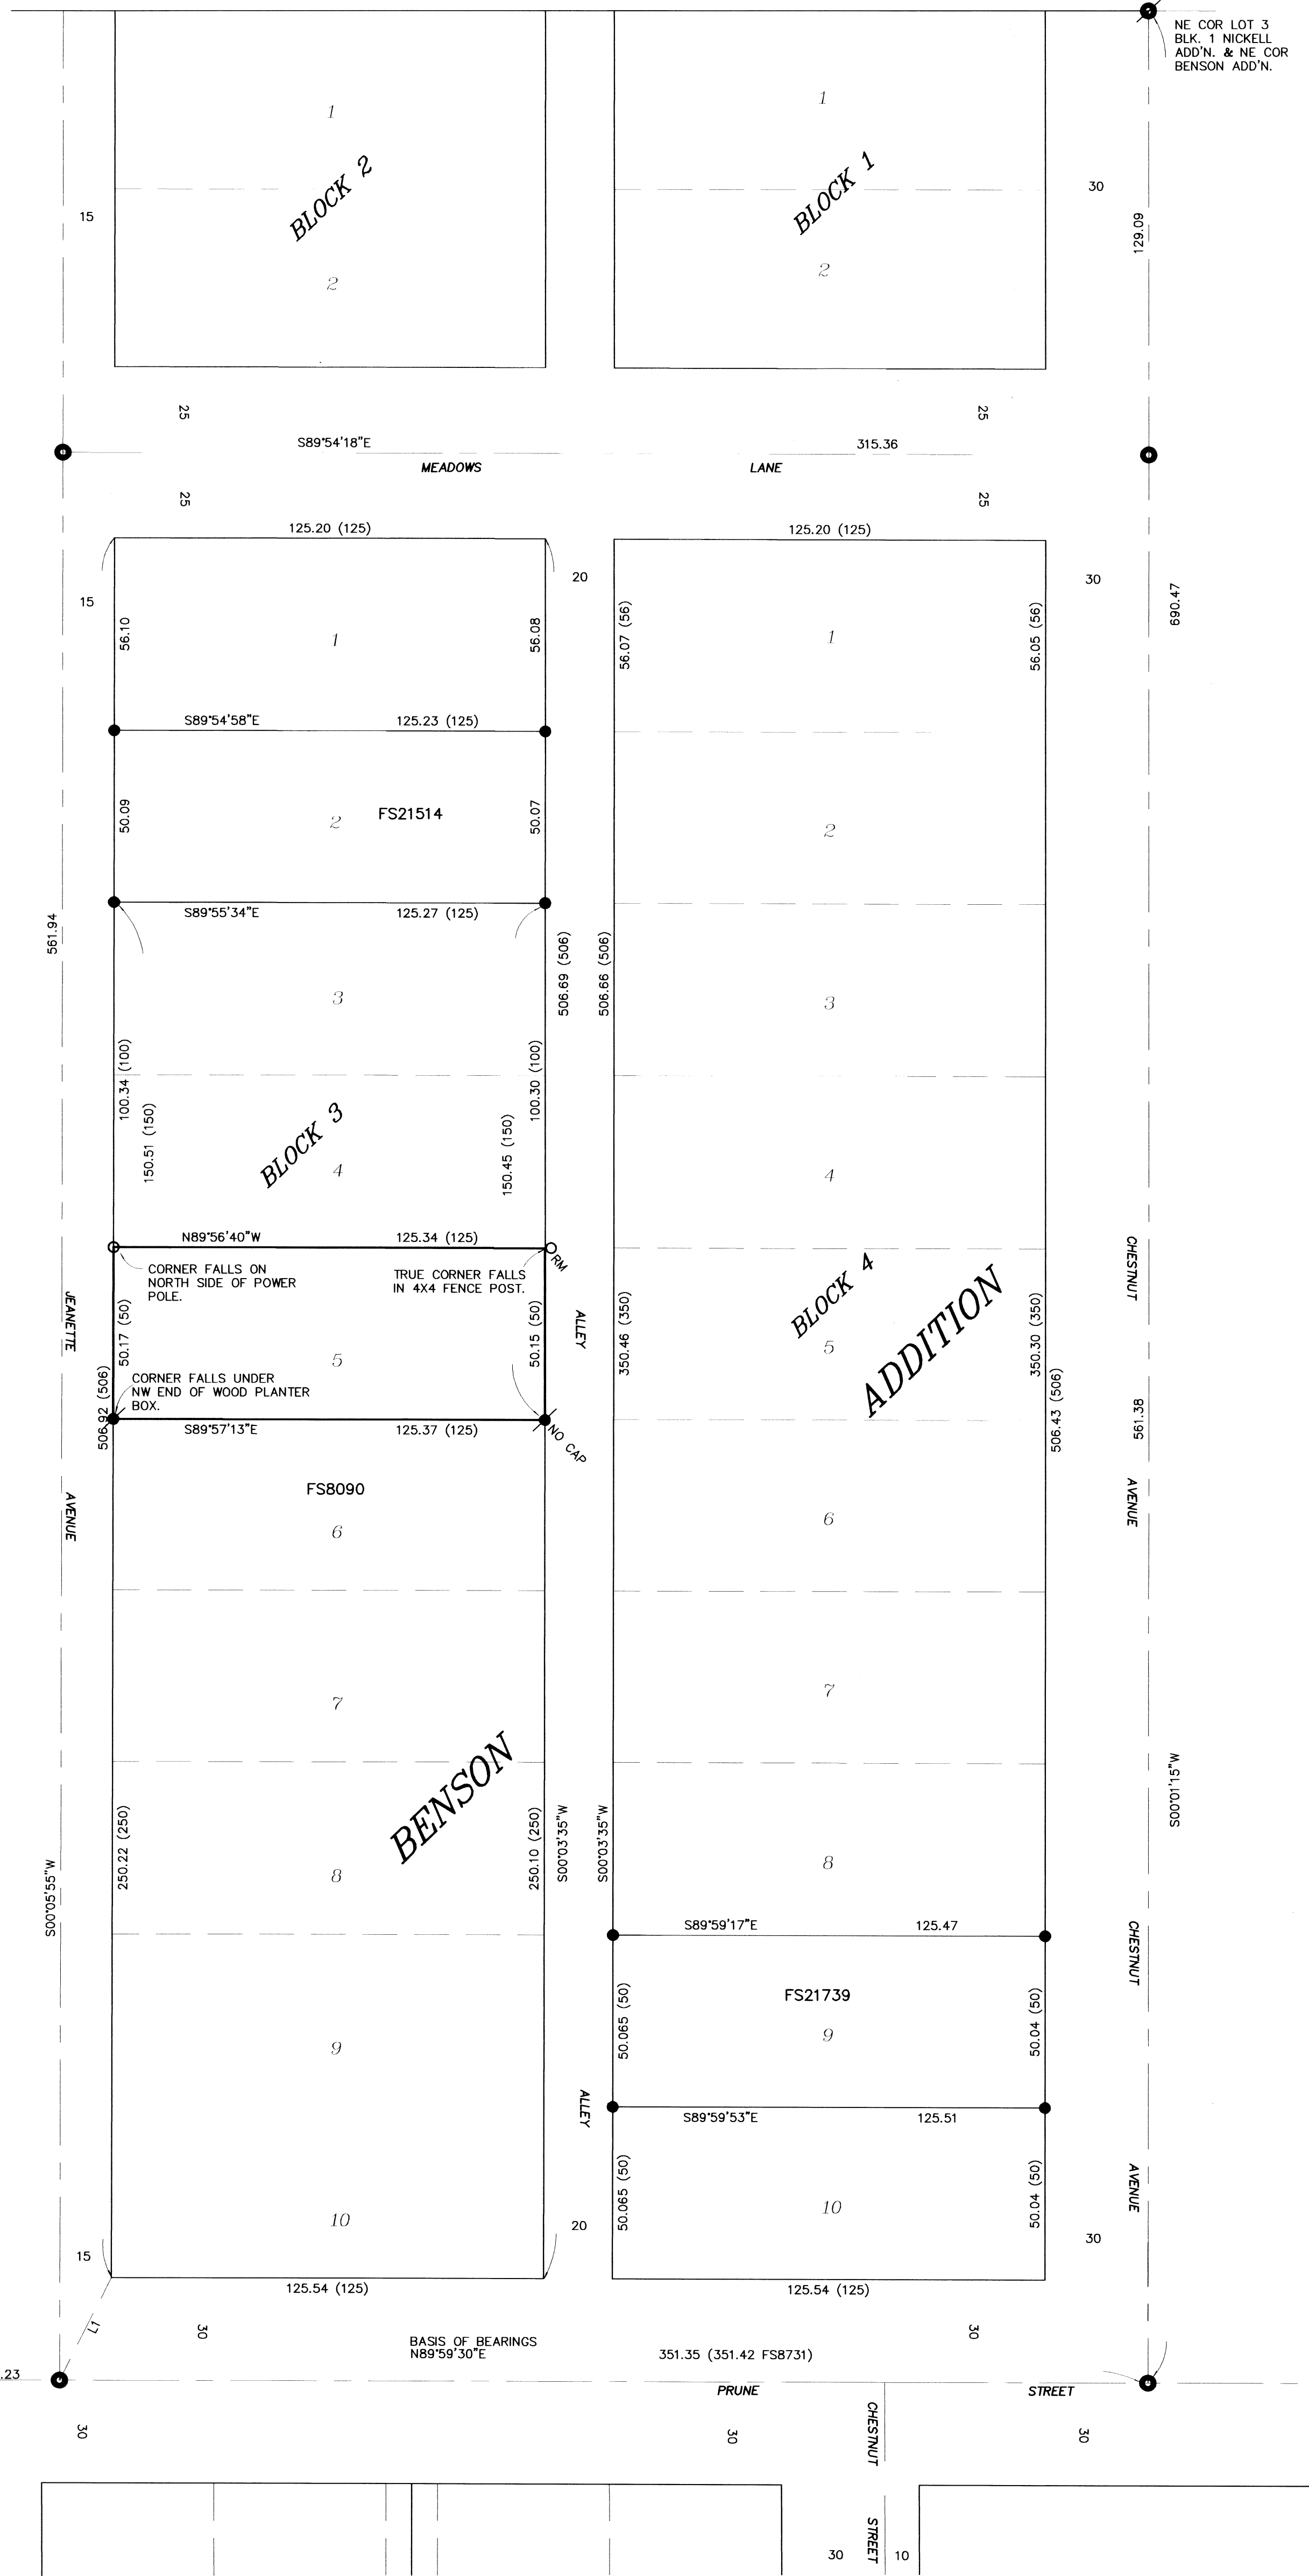 NE COR LOT 3
BLK. 1 NICKELL
ADD'N. & NE COR
BENSON ADD'N.
1
1
BLOCK 2
BLOCK 1
30
15
129.09
2
2
25
25
S89°54'18"E
315.36
MEADOWS
LANE
25
25
125.20 (125)
125.20 (125)
20
30
15
690.47
56.10
56.08
56.07 (56)
56.05 (56)
1
1
S89°54'58"E
125.23 (125)
50.09
50.07
2
FS21514
2
S89°55'34"E
125.27 (125)
561.94
506.69 (506)
506.66 (506)
3
3
100.34 (100)
100.30 (100)
150.51 (150)
150.45 (150)
BLOCK 3
4
4
N89°56'40"W
125.34 (125)
RM
CORNER FALLS ON
NORTH SIDE OF POWER
POLE.
TRUE CORNER FALLS
IN 4X4 FENCE POST.
CHESTNUT
BLOCK 4
ADDITION
JEANETTE
50.17 (50)
50.15 (50)
ALLEY
350.46 (350)
350.30 (350)
5
5
CORNER FALLS UNDER
NW END OF WOOD PLANTER
BOX.
506.92 (506)
506.43 (506)
561.38
S89°57'13"E
125.37 (125)
NO CAP
FS8090
AVENUE
AVENUE
6
6
7
7
BENSON
S00°01'15"W
250.22 (250)
250.10 (250)
S00°03'35"W
S00°03'35"W
8
8
S00°05'55"W
S89°59'17"E
125.47
CHESTNUT
FS21739
50.065 (50)
50.04 (50)
9
9
ALLEY
S89°59'53"E
125.51
50.065 (50)
50.04 (50)
AVENUE
10
10
20
30
15
125.54 (125)
125.54 (125)
L1
30
30
BASIS OF BEARINGS
N89°59'30"E
351.35 (351.42 FS8731)
.23
PRUNE
STREET
30
30
30
CHESTNUT
STREET
30
10